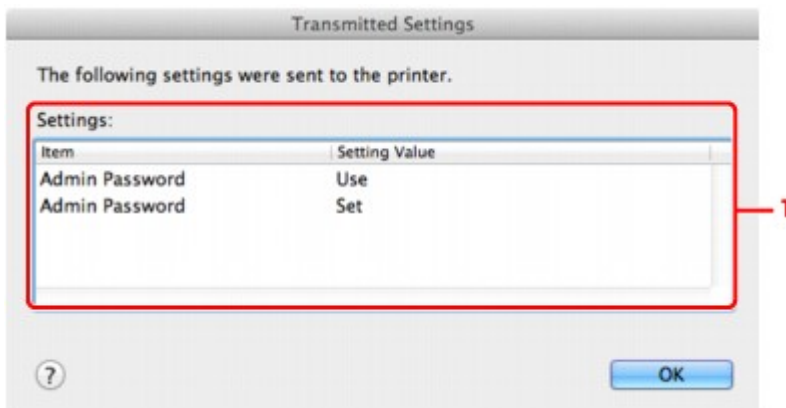 Transmitted Settings
The following settings were sent to the printer.
Settings:
Item Setting Value
Admin Password Use
Admin Password Set
1
?
OK